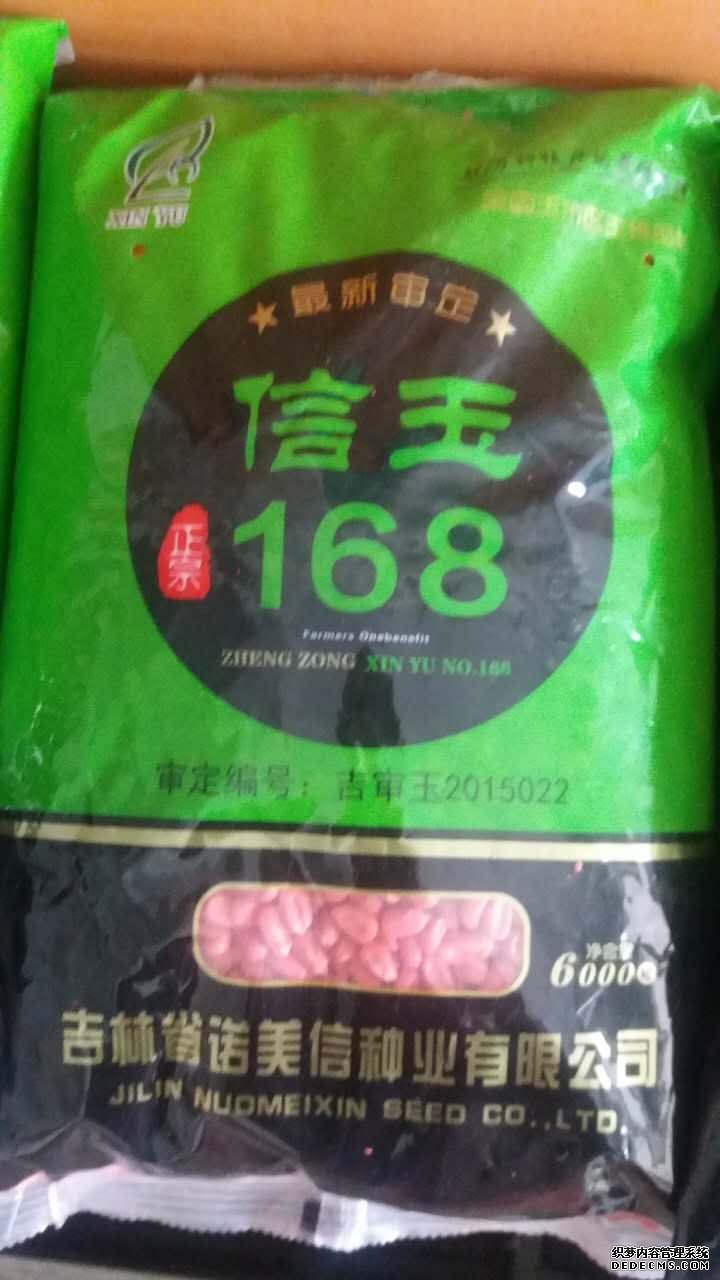 XIN YU
最新审定
信玉
168
正宗
Farmers Onebenefit
ZHENG ZONG XIN YU NO.168
审定编号：吉审玉2015022
净含量
6000
吉林省诺美信种业有限公司
JILIN NUOMEIXIN SEED CO.,LTD.
织梦内容管理系统
DEDECMS.COM